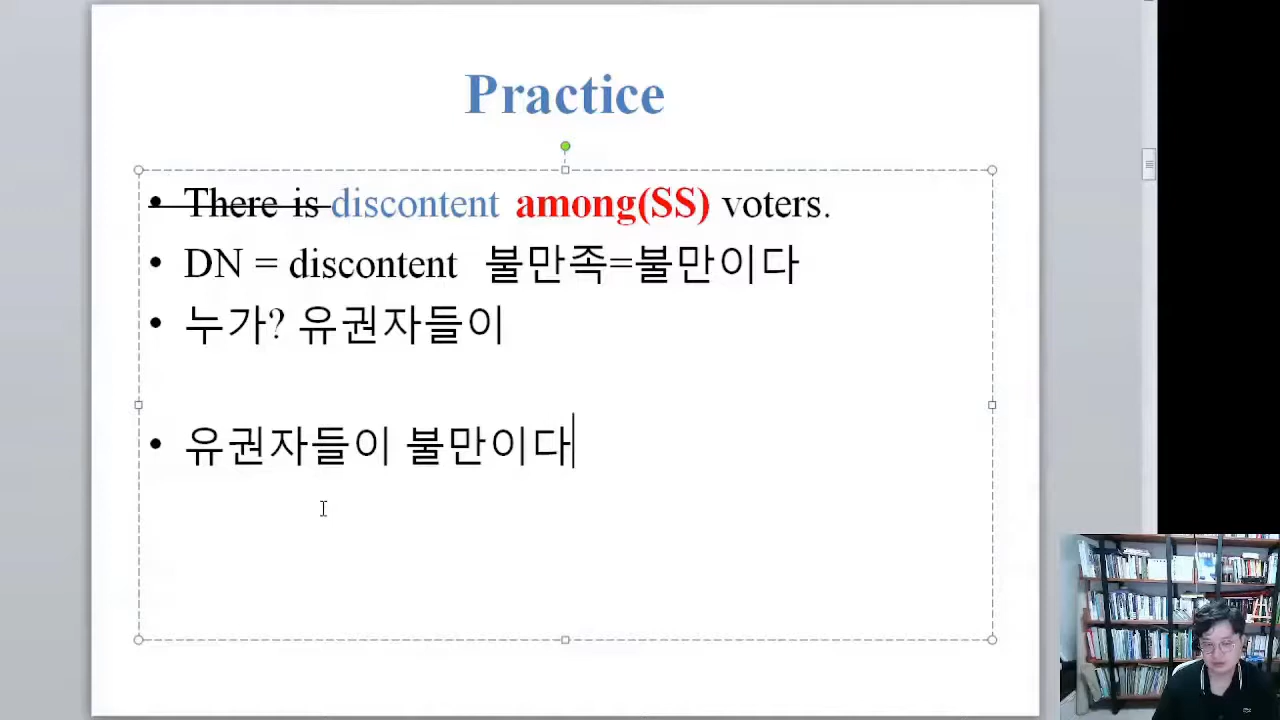 Practice
• There is discontent among(SS) voters.
• DN = discontent 불만족=불만이다
• 누가? 유권자들이
• 유권자들이 불만이다